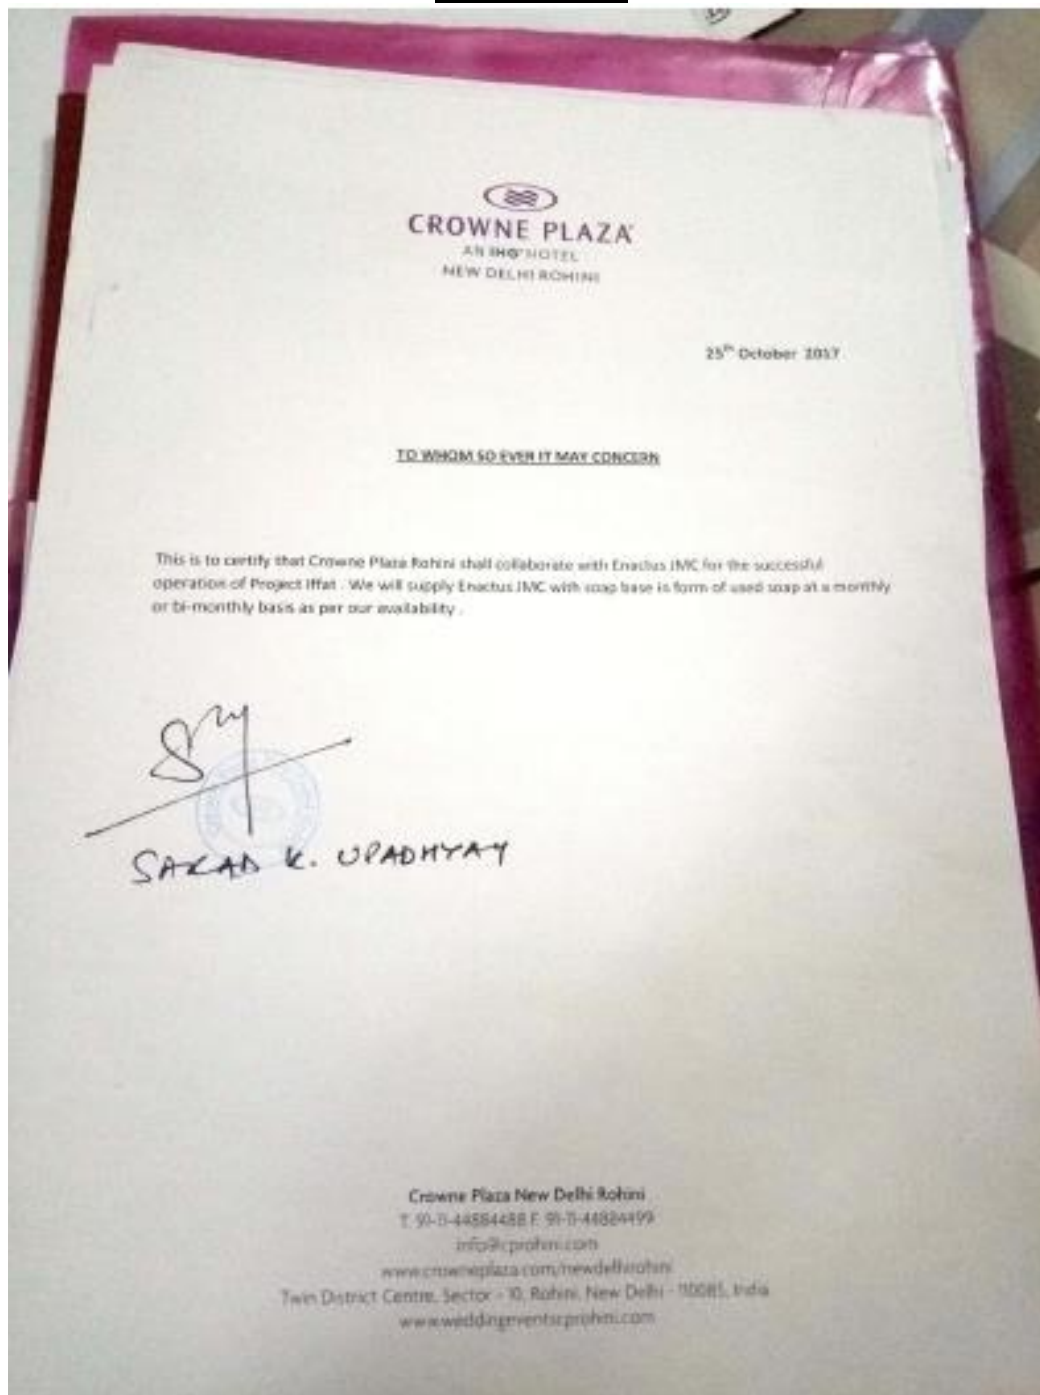 CROWNE PLAZA
AN IHG HOTEL
NEW DELHI ROHINI
25th October 2017
TO WHOM SO EVER IT MAY CONCERN
This is to certify that Crowne Plaza Rohini shall collaborate with Enactus JMC for the successful
operation of Project Iffat . We will supply Enactus JMC with soap base in form of used soap at a monthly
or bi-monthly basis as per our availability .
SARAD K. UPADHYAY
Crowne Plaza New Delhi Rohini
T. 91-11-44884488 F. 91-11-44884499
info@cprohini.com
www.crowneplaza.com/newdelhirohini
Twin District Centre, Sector - 10, Rohini, New Delhi - 110085, India
www.weddingeventscprohini.com